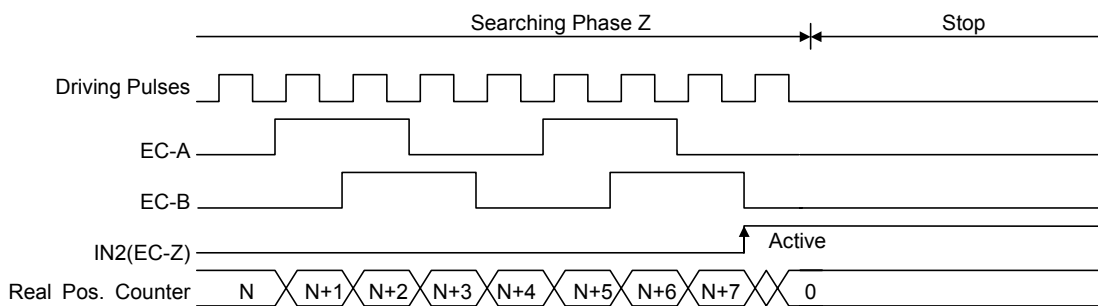 Searching Phase Z Stop
Driving Pulses
EC-A
EC-B
IN2(EC-Z) Active
Real Pos. Counter N N+1 N+2 N+3 N+4 N+5 N+6 N+7 0